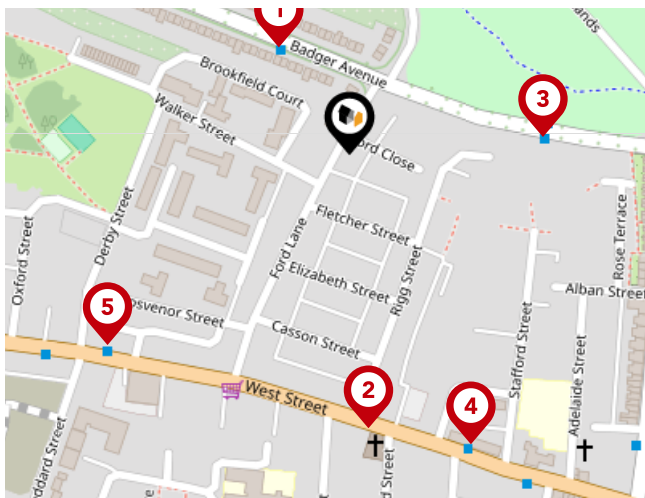 1
ands
Badger Avenue
Brookfield Court
3
Walker Street
ord Close
Derby Street
Rose Terrace
Fletcher Street
Oxford Street
Ford Lane
Rigg Street
Elizabeth Street
Alban Street
5
osvenor Street
Casson Street
Stafford Street
2
West Street
4
Adelaide Street
ddard Street
d Street